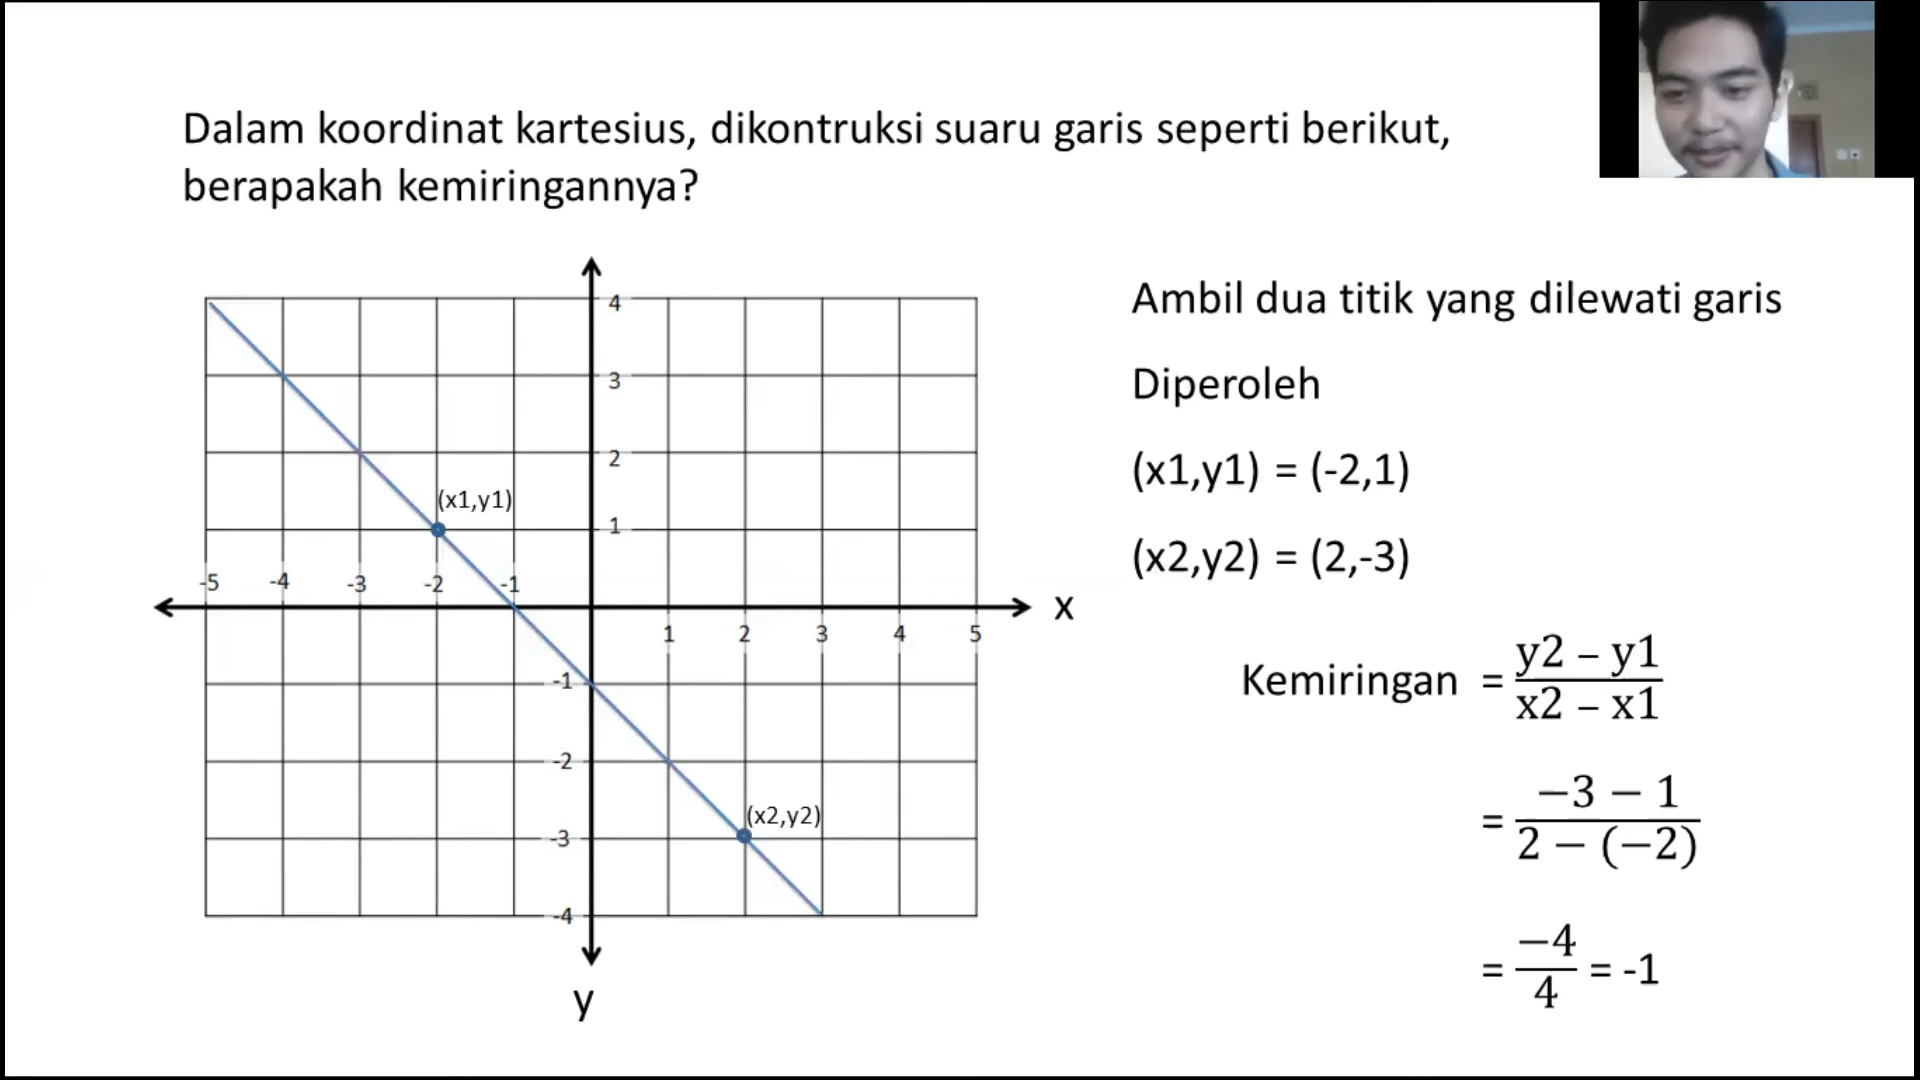 Dalam koordinat kartesius, dikontruksi suaru garis seperti berikut,
berapakah kemiringannya?
4
3
2
(x1,y1)
1
-5 -4 -3 -2 -1
x
1 2 3 4 5
-1
-2
(x2,y2)
-3
-4
y
Ambil dua titik yang dilewati garis
Diperoleh
(x1,y1) = (-2,1)
(x2,y2) = (2,-3)
Kemiringan = y2 – y1
x2 – x1
= −3 − 1
2 − (−2)
= −4
4
= -1